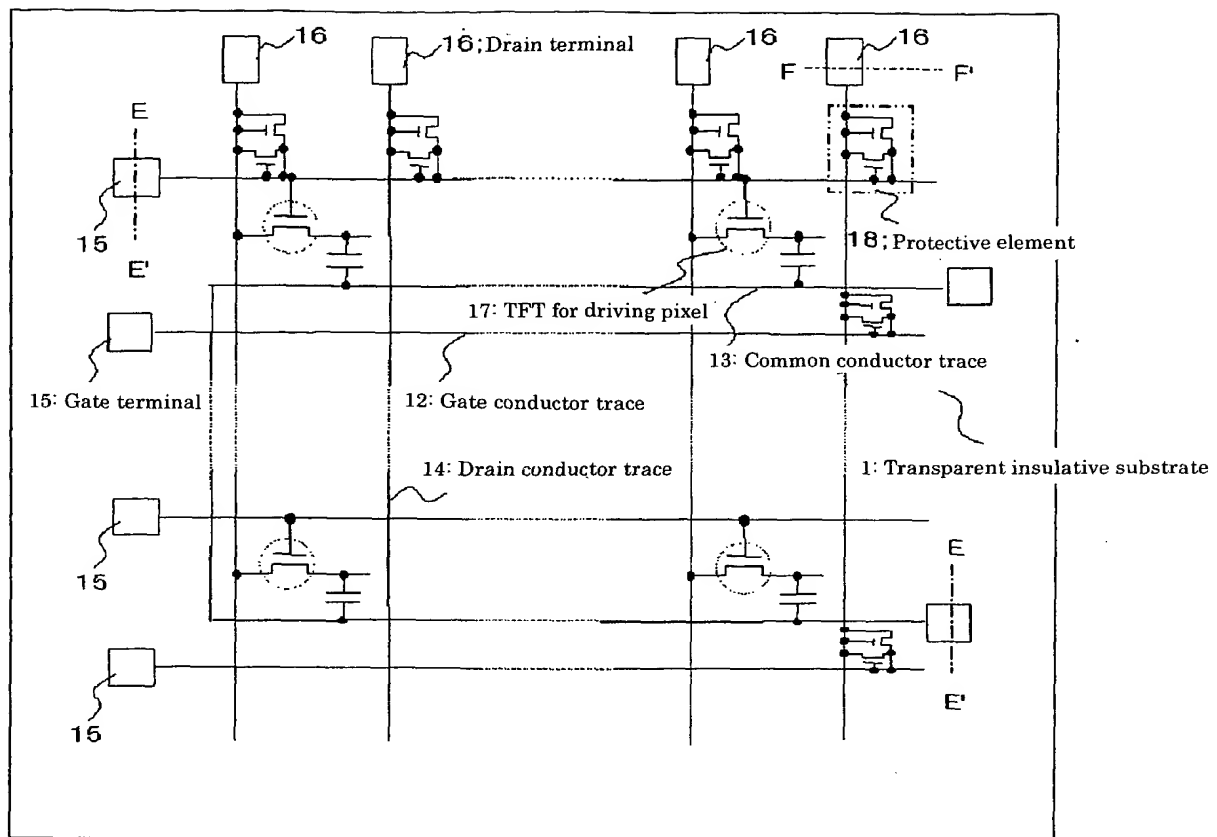 16
16;Drain terminal
16
16
F
F'
E
15
E'
18;Protective element
17: TFT for driving pixel
13: Common conductor trace
15: Gate terminal
12: Gate conductor trace
14: Drain conductor trace
1: Transparent insulative substrate
15
E
E'
15